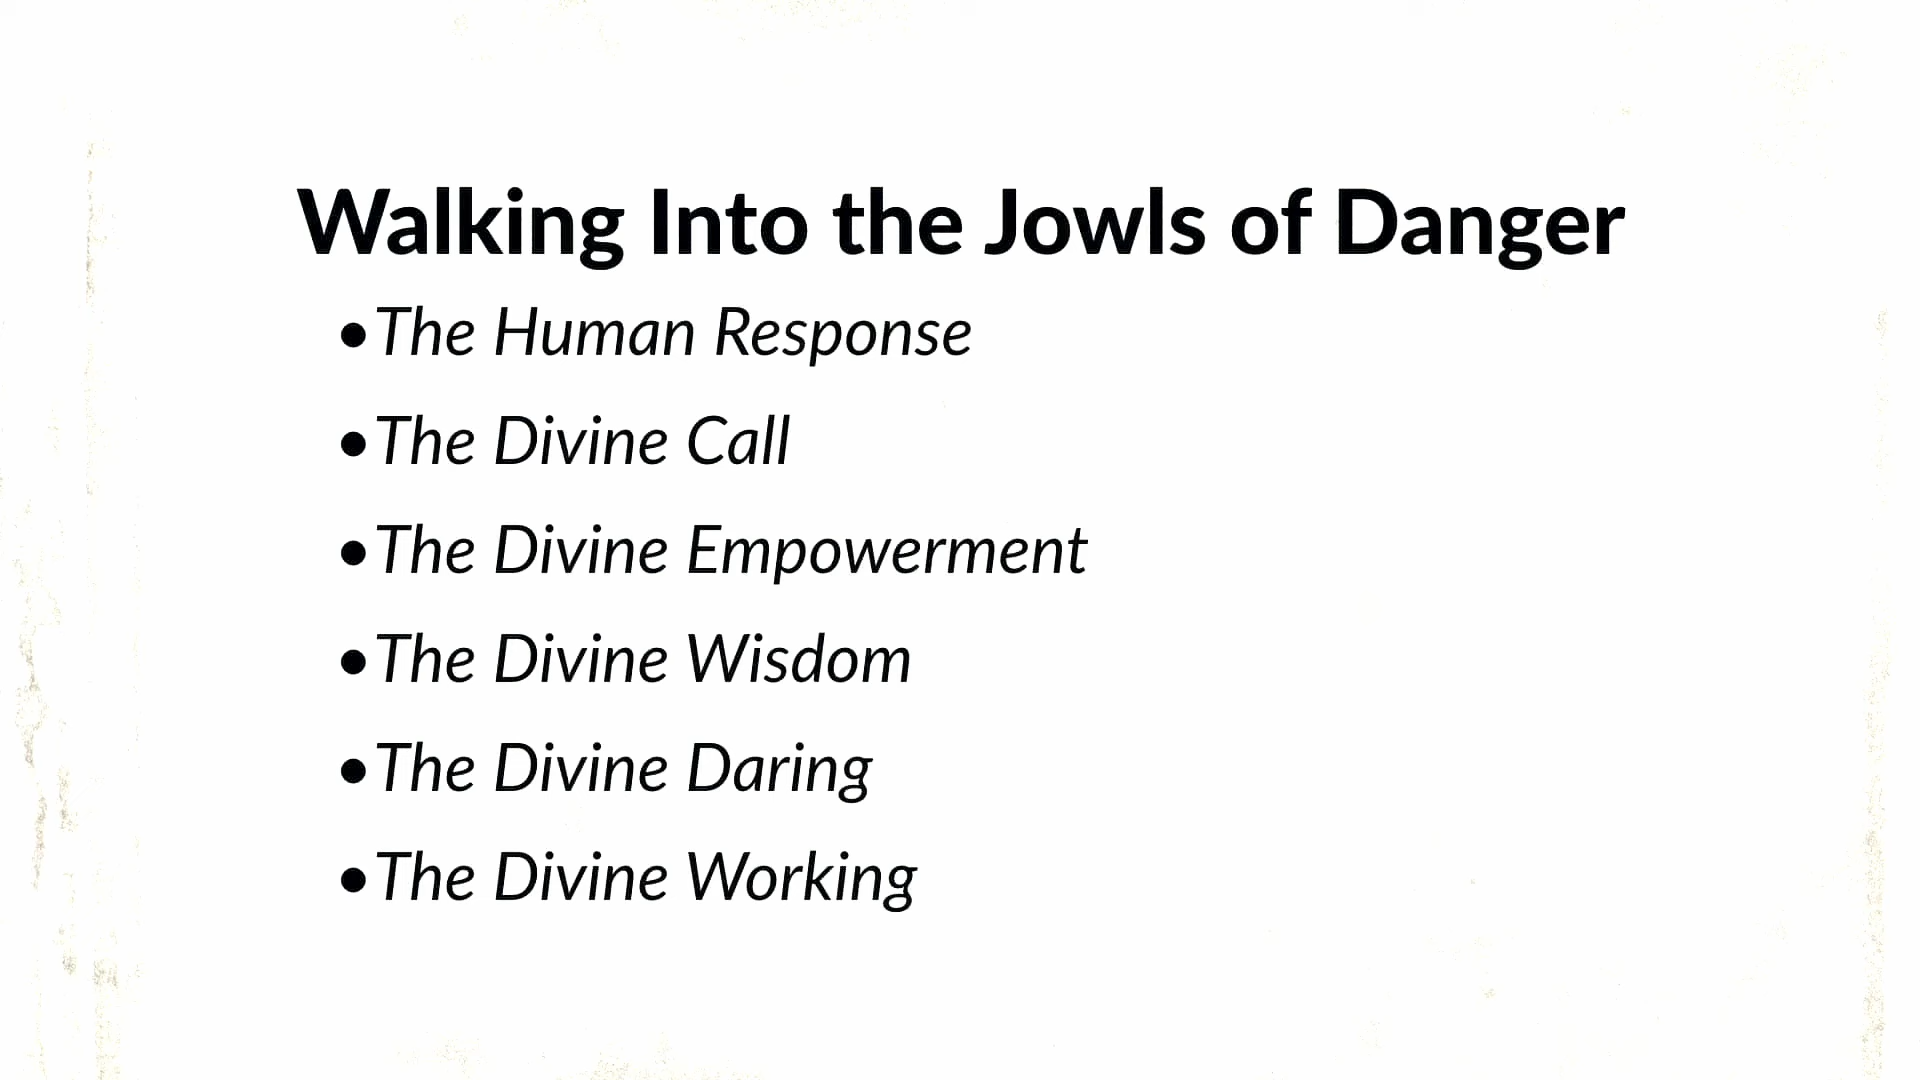 Walking Into the Jowls of Danger
•The Human Response
•The Divine Call
•The Divine Empowerment
•The Divine Wisdom
•The Divine Daring
•The Divine Working